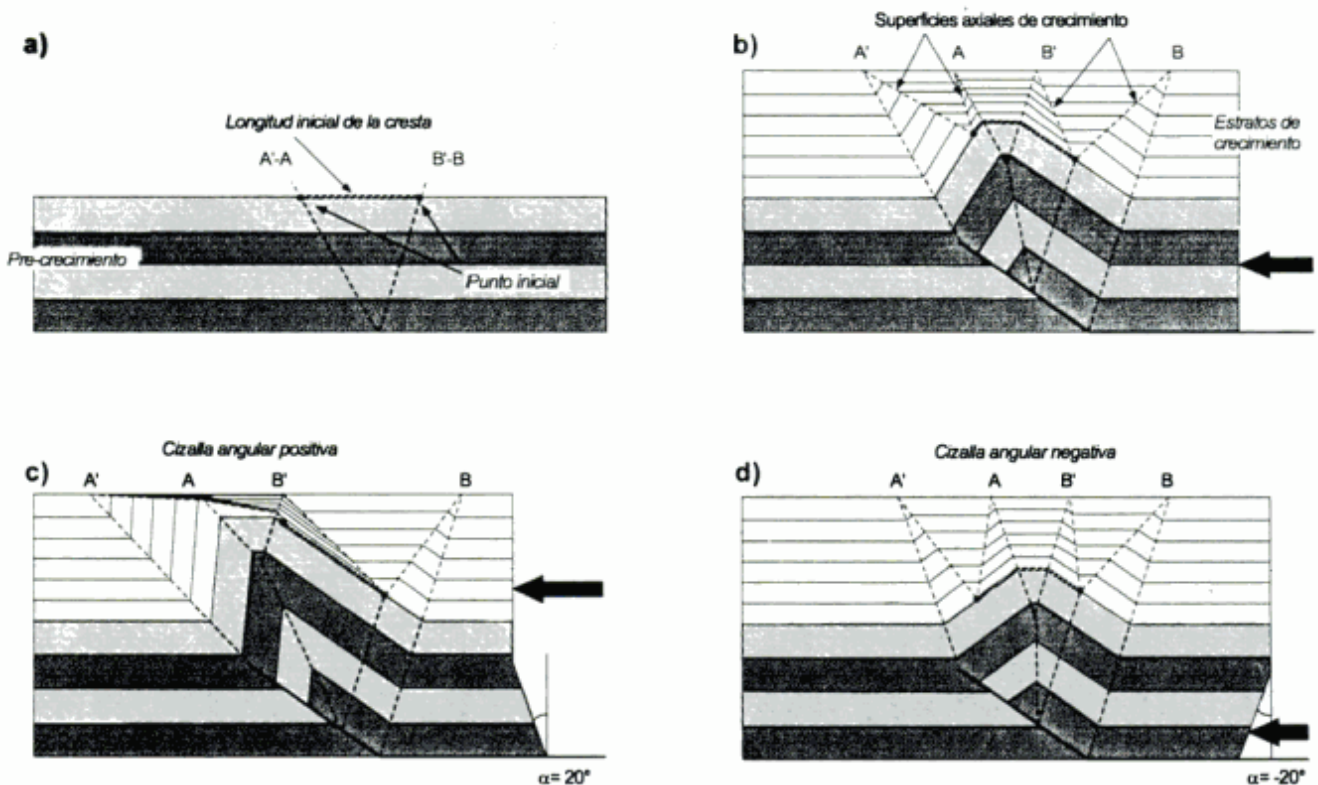 a)
Longitud inicial de la cresta
A'-A B'-B
Pre-crecimiento
Punto inicial
b)
Superficies axiales de crecimiento
A' A B' B
Estratos de
crecimiento
c)
Cizalla angular positiva
A' A B' B
α= 20°
d)
Cizalla angular negativa
A' A B' B
α= -20°